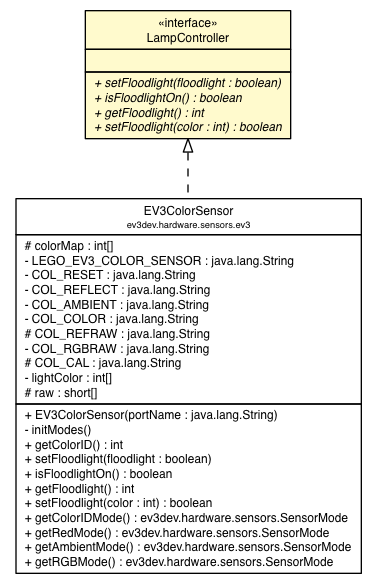 «interface»
LampController
+ setFloodlight(floodlight : boolean)
+ isFloodlightOn() : boolean
+ getFloodlight() : int
+ setFloodlight(color : int) : boolean
EV3ColorSensor
ev3dev.hardware.sensors.ev3
# colorMap : int[]
- LEGO_EV3_COLOR_SENSOR : java.lang.String
- COL_RESET : java.lang.String
- COL_REFLECT : java.lang.String
- COL_AMBIENT : java.lang.String
- COL_COLOR : java.lang.String
# COL_REFRAW : java.lang.String
- COL_RGBRAW : java.lang.String
# COL_CAL : java.lang.String
- lightColor : int[]
# raw : short[]
+ EV3ColorSensor(portName : java.lang.String)
- initModes()
+ getColorID() : int
+ setFloodlight(floodlight : boolean)
+ isFloodlightOn() : boolean
+ getFloodlight() : int
+ setFloodlight(color : int) : boolean
+ getColorIDMode() : ev3dev.hardware.sensors.SensorMode
+ getRedMode() : ev3dev.hardware.sensors.SensorMode
+ getAmbientMode() : ev3dev.hardware.sensors.SensorMode
+ getRGBMode() : ev3dev.hardware.sensors.SensorMode